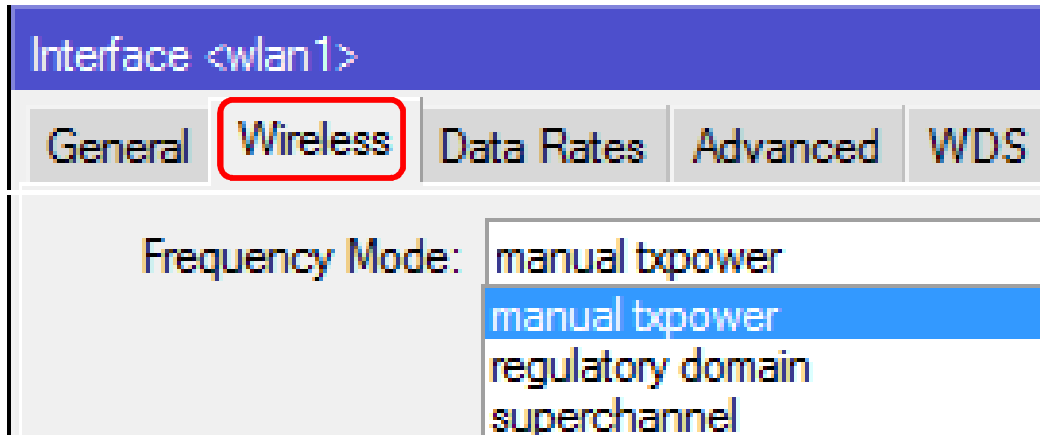 Interface <wlan1>
General Wireless Data Rates Advanced WDS
Frequency Mode: manual txpower
manual txpower
regulatory domain
superchannel